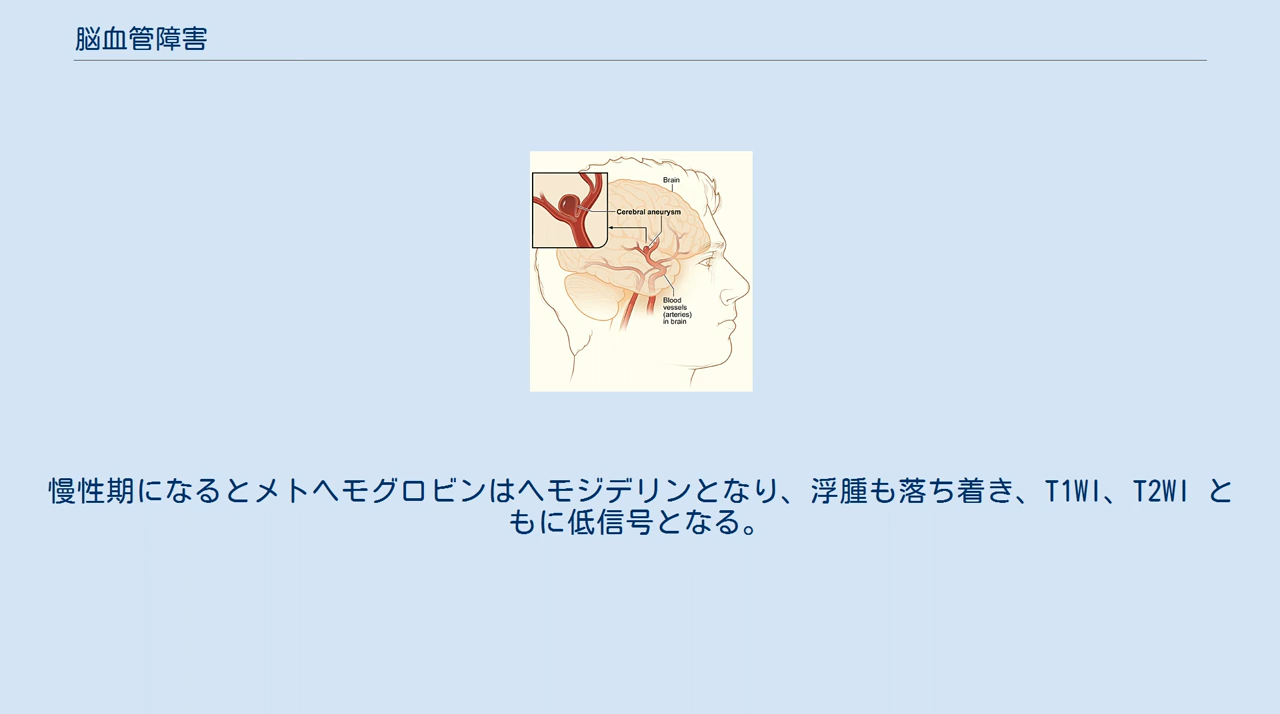 脳血管障害
Brain
Cerebral aneurysm
Blood
vessels
(arteries)
in brain
慢性期になるとメトヘモグロビンはヘモジデリンとなり、浮腫も落ち着き、T1WI、T2WI と
もに低信号となる。